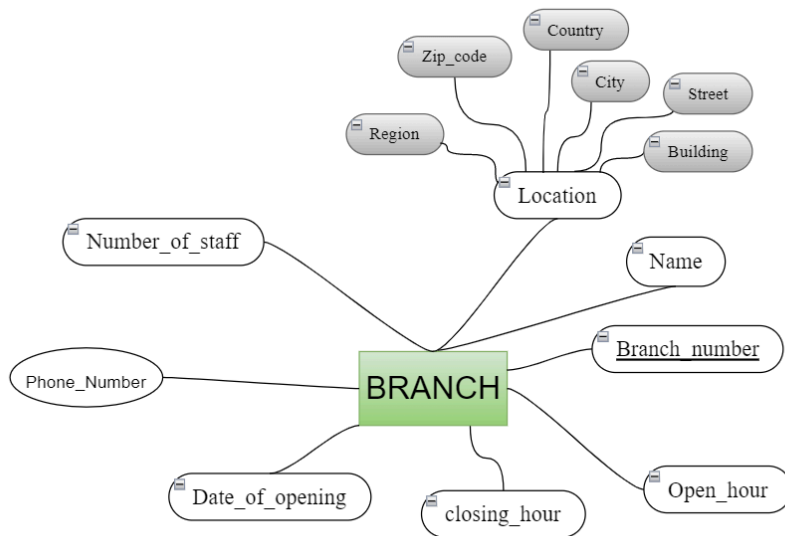 Country
Zip_code
City
Street
Region
Building
Location
Number_of_staff
Name
Branch_number
Phone_Number
BRANCH
Date_of_opening
closing_hour
Open_hour